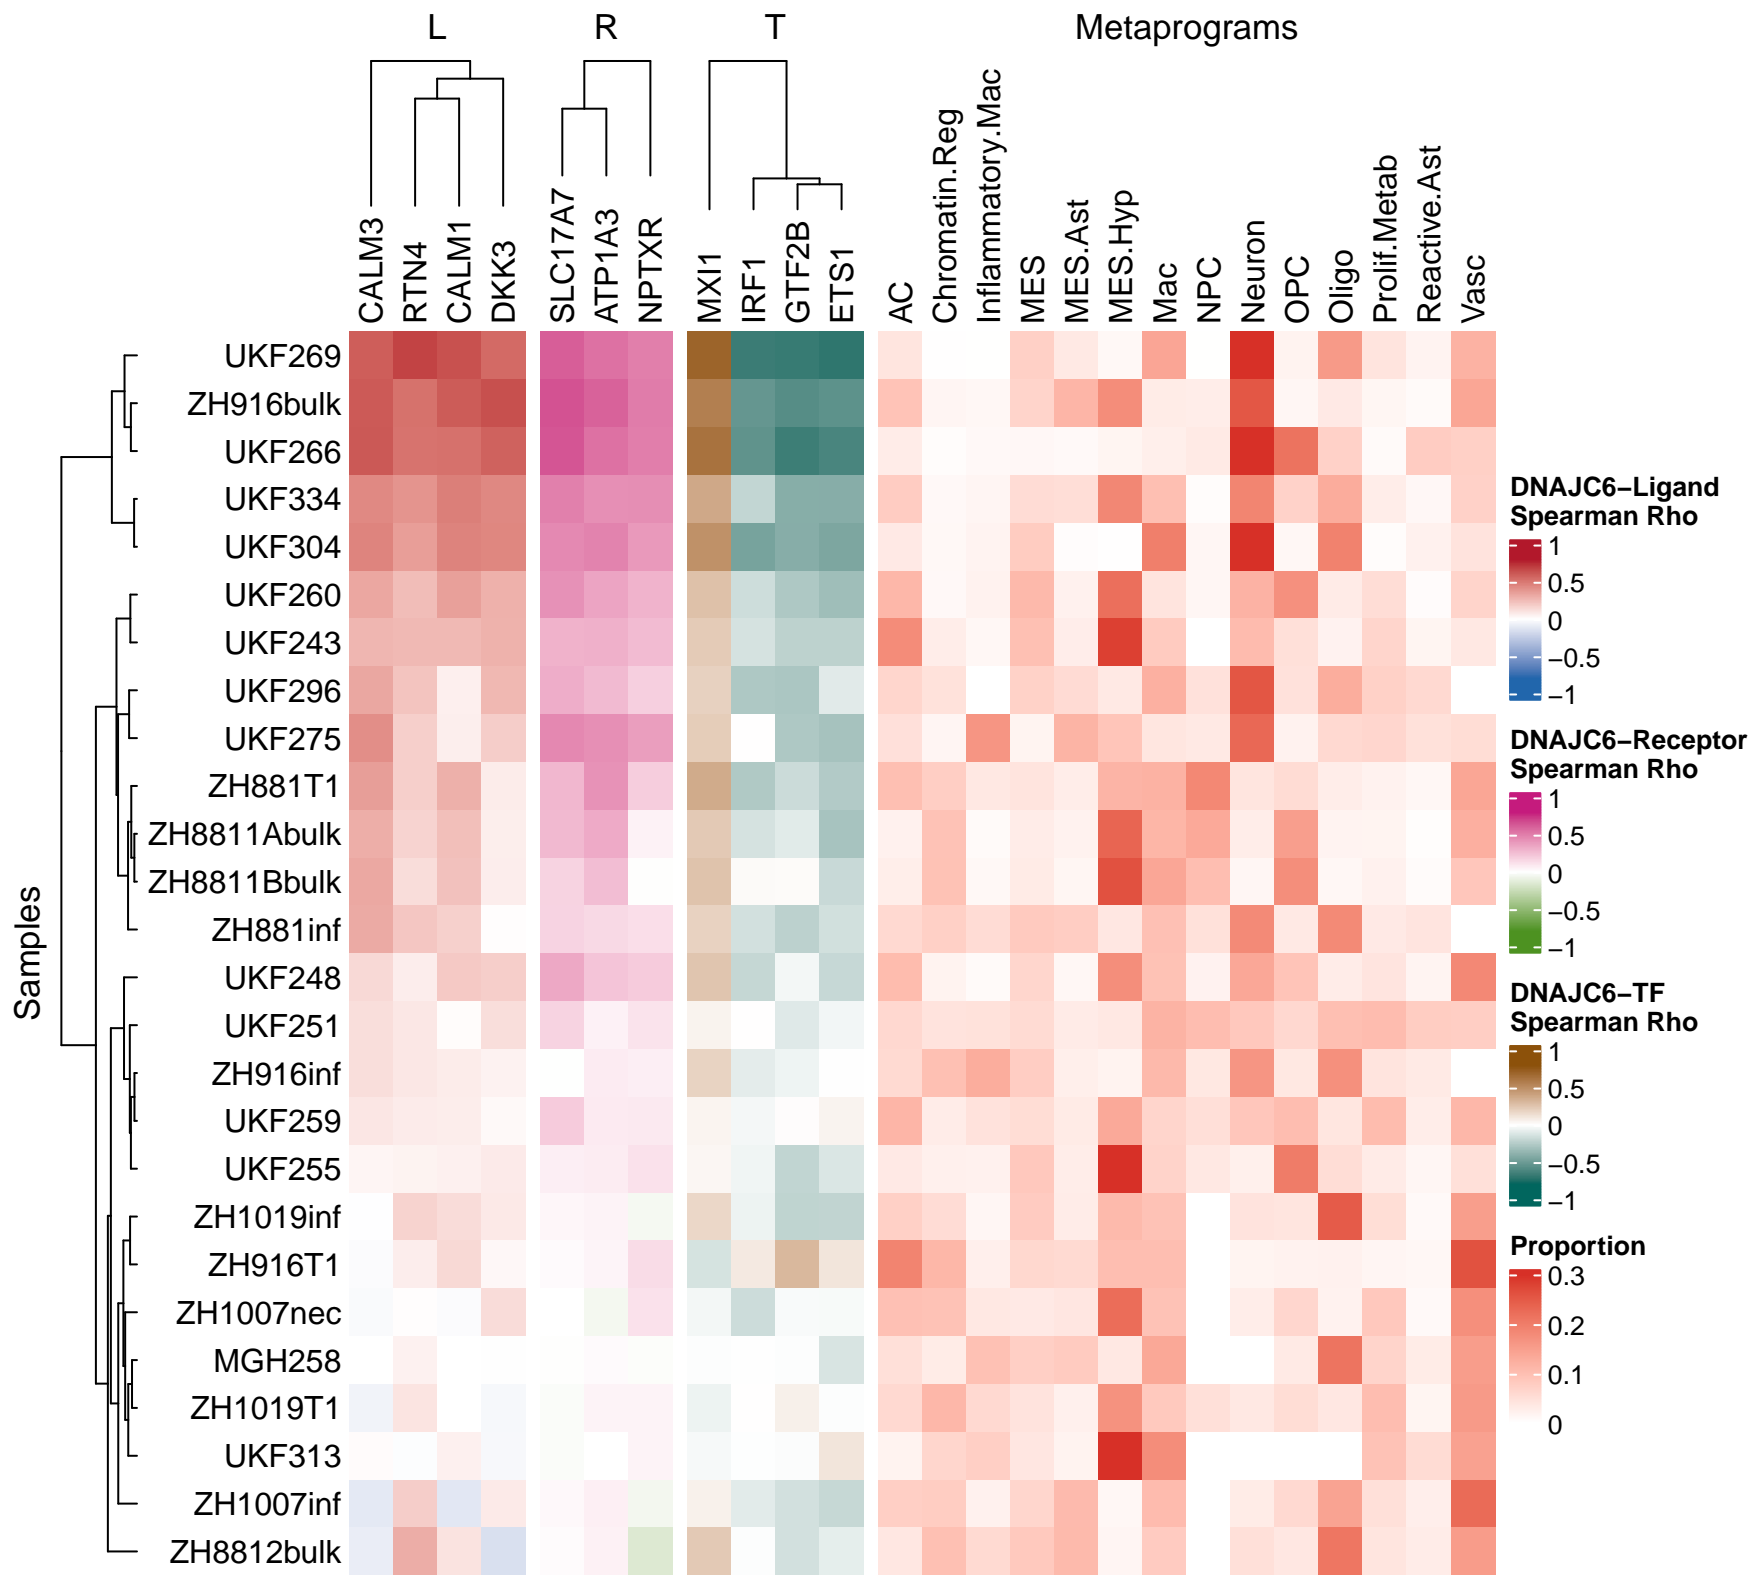 L R T Metaprograms
CALM3 RTN4 CALM1 DKK3 SLC17A7 ATP1A3 NPTXR MXI1 IRF1 GTF2B ETS1 AC Chromatin.Reg Inflammatory.Mac MES MES.Ast MES.Hyp Mac NPC Neuron OPC Oligo Prolif.Metab Reactive.Ast Vasc
Samples
UKF269
ZH916bulk
UKF266
UKF334
UKF304
UKF260
UKF243
UKF296
UKF275
ZH881T1
ZH8811Abulk
ZH8811Bbulk
ZH881inf
UKF248
UKF251
ZH916inf
UKF259
UKF255
ZH1019inf
ZH916T1
ZH1007nec
MGH258
ZH1019T1
UKF313
ZH1007inf
ZH8812bulk
DNAJC6−Ligand
Spearman Rho
1
0.5
0
−0.5
−1
DNAJC6−Receptor
Spearman Rho
1
0.5
0
−0.5
−1
DNAJC6−TF
Spearman Rho
1
0.5
0
−0.5
−1
Proportion
0.3
0.2
0.1
0